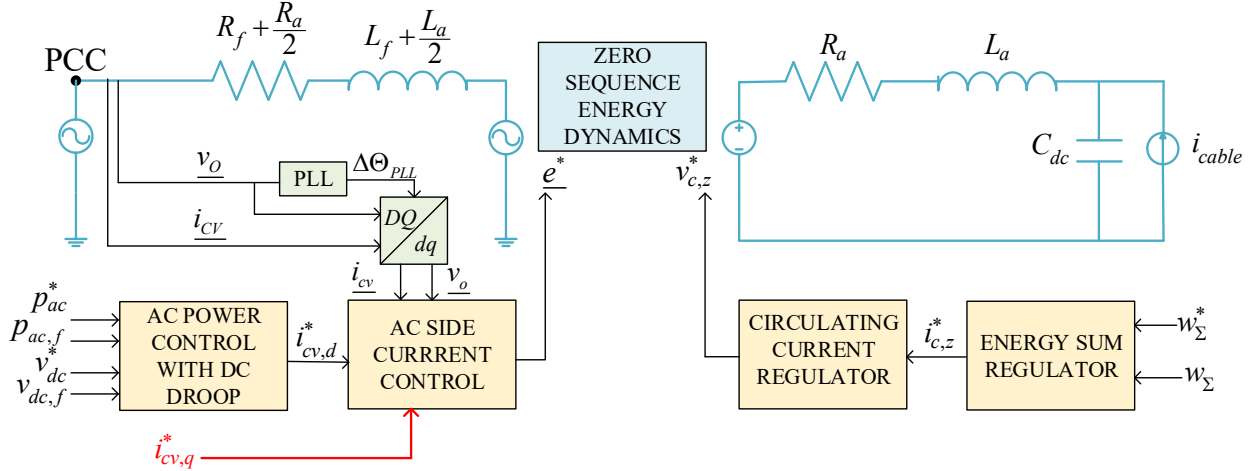 PCC
R_f + R_a/2
L_f + L_a/2
ZERO
SEQUENCE
ENERGY
DYNAMICS
R_a
L_a
C_dc
i_cable
v_O
PLL
ΔΘ_PLL
e^*
v^*_c,z
i_CV
DQ
dq
i_cv
v_o
p^*_ac
p_ac,f
v^*_dc
v_dc,f
AC POWER
CONTROL
WITH DC
DROOP
i^*_cv,d
AC SIDE
CURRRENT
CONTROL
CIRCULATING
CURRENT
REGULATOR
i^*_c,z
ENERGY SUM
REGULATOR
w^*_Σ
w_Σ
i^*_cv,q